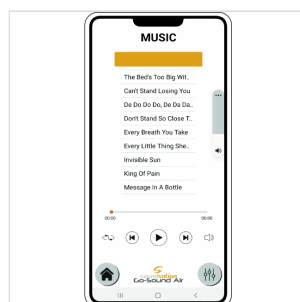 MUSIC
The Bed's Too Big Wit..
Can't Stand Losing You
De Do Do Do, De Da Da..
Don't Stand So Close T..
Every Breath You Take
Every Little Thing She..
Invisible Sun
King Of Pain
Message In A Bottle
00:00 00:00
soundsation
Go-Sound Air